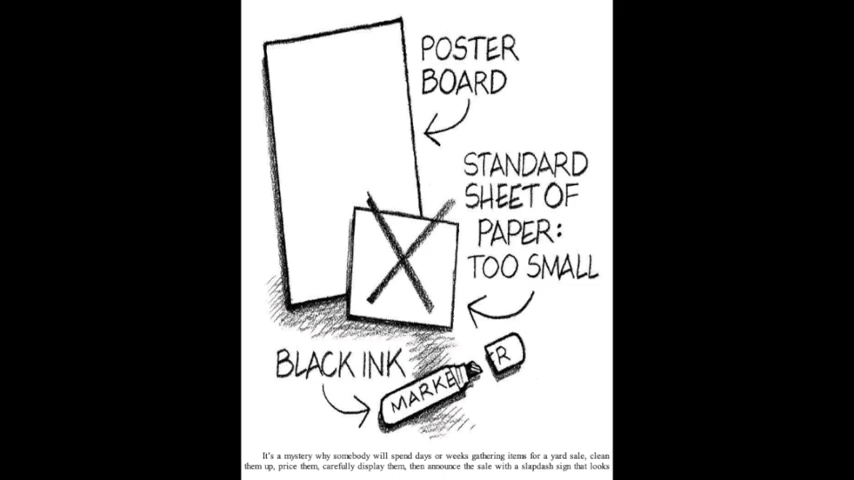 POSTER
BOARD
STANDARD
SHEET OF
PAPER:
TOO SMALL
BLACK INK
MARKER
It's a mystery why somebody will spend days or weeks gathering items for a yard sale, clean
them up, price them, carefully display them, then announce the sale with a slapdash sign that looks